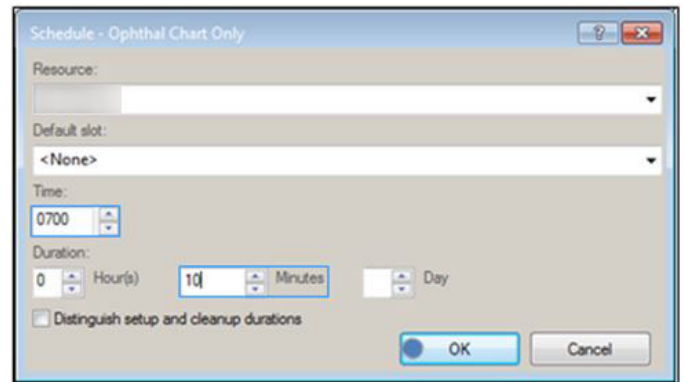 Schedule - Ophthal Chart Only
Resource:
Default slot:
<None>
Time:
0700
Duration:
0 Hour(s) 10 Minutes Day
Distinguish setup and cleanup durations
OK Cancel